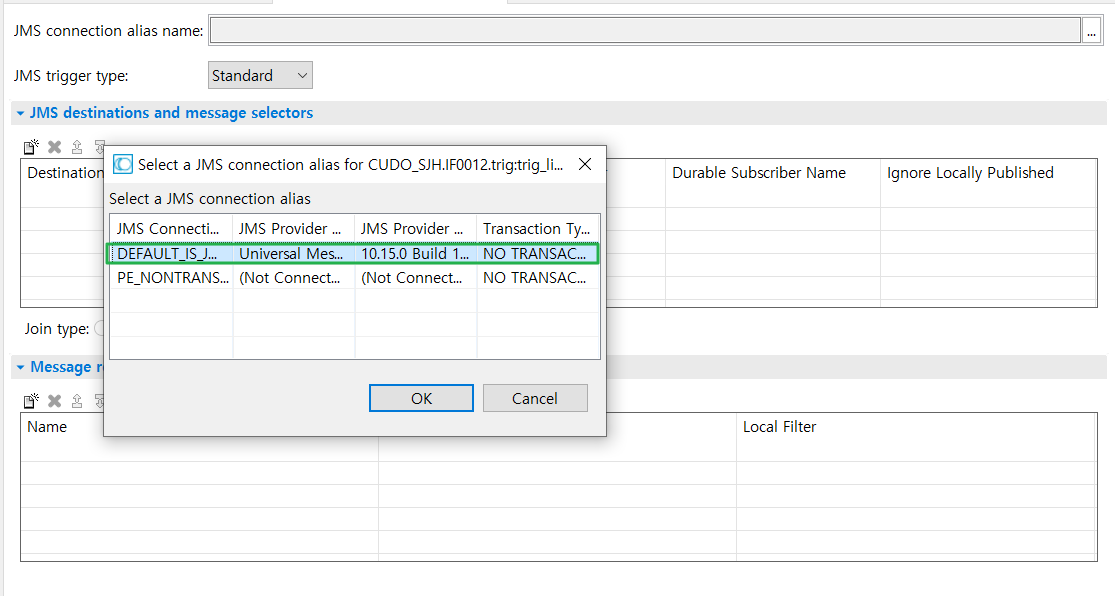 JMS connection alias name:
...
JMS trigger type:
Standard
JMS destinations and message selectors
Select a JMS connection alias for CUDO_SJH.IF0012.trig:trig_li...
Destination
Durable Subscriber Name
Ignore Locally Published
Select a JMS connection alias
JMS Connecti... JMS Provider ... JMS Provider ... Transaction Ty...
DEFAULT_IS_J... Universal Mes... 10.15.0 Build 1... NO TRANSAC...
PE_NONTRANS... (Not Connect... (Not Connect... NO TRANSAC...
Join type:
Message
OK
Cancel
Name
Local Filter